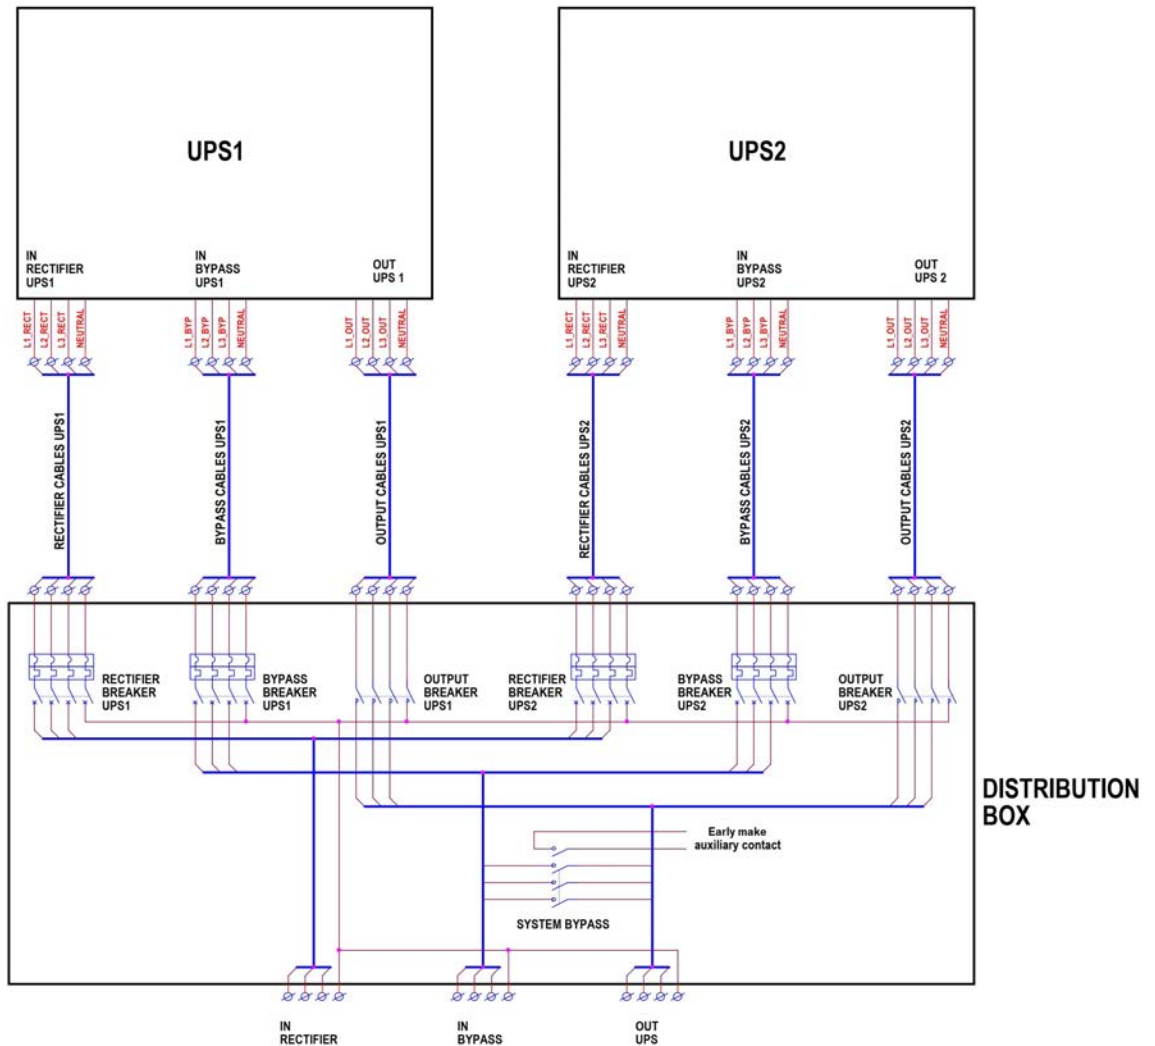 UPS1
UPS2
IN
RECTIFIER
UPS1
IN
BYPASS
UPS1
OUT
UPS 1
IN
RECTIFIER
UPS2
IN
BYPASS
UPS2
OUT
UPS 2
L1_RECT
L2_RECT
L3_RECT
NEUTRAL
L1_BYP
L2_BYP
L3_BYP
NEUTRAL
L1_OUT
L2_OUT
L3_OUT
NEUTRAL
L1_RECT
L2_RECT
L3_RECT
NEUTRAL
L1_BYP
L2_BYP
L3_BYP
NEUTRAL
L1_OUT
L2_OUT
L3_OUT
NEUTRAL
RECTIFIER CABLES UPS1
BYPASS CABLES UPS1
OUTPUT CABLES UPS1
RECTIFIER CABLES UPS2
BYPASS CABLES UPS2
OUTPUT CABLES UPS2
RECTIFIER
BREAKER
UPS1
BYPASS
BREAKER
UPS1
OUTPUT
BREAKER
UPS1
RECTIFIER
BREAKER
UPS2
BYPASS
BREAKER
UPS2
OUTPUT
BREAKER
UPS2
DISTRIBUTION
BOX
Early make
auxiliary contact
SYSTEM BYPASS
IN
RECTIFIER
IN
BYPASS
OUT
UPS